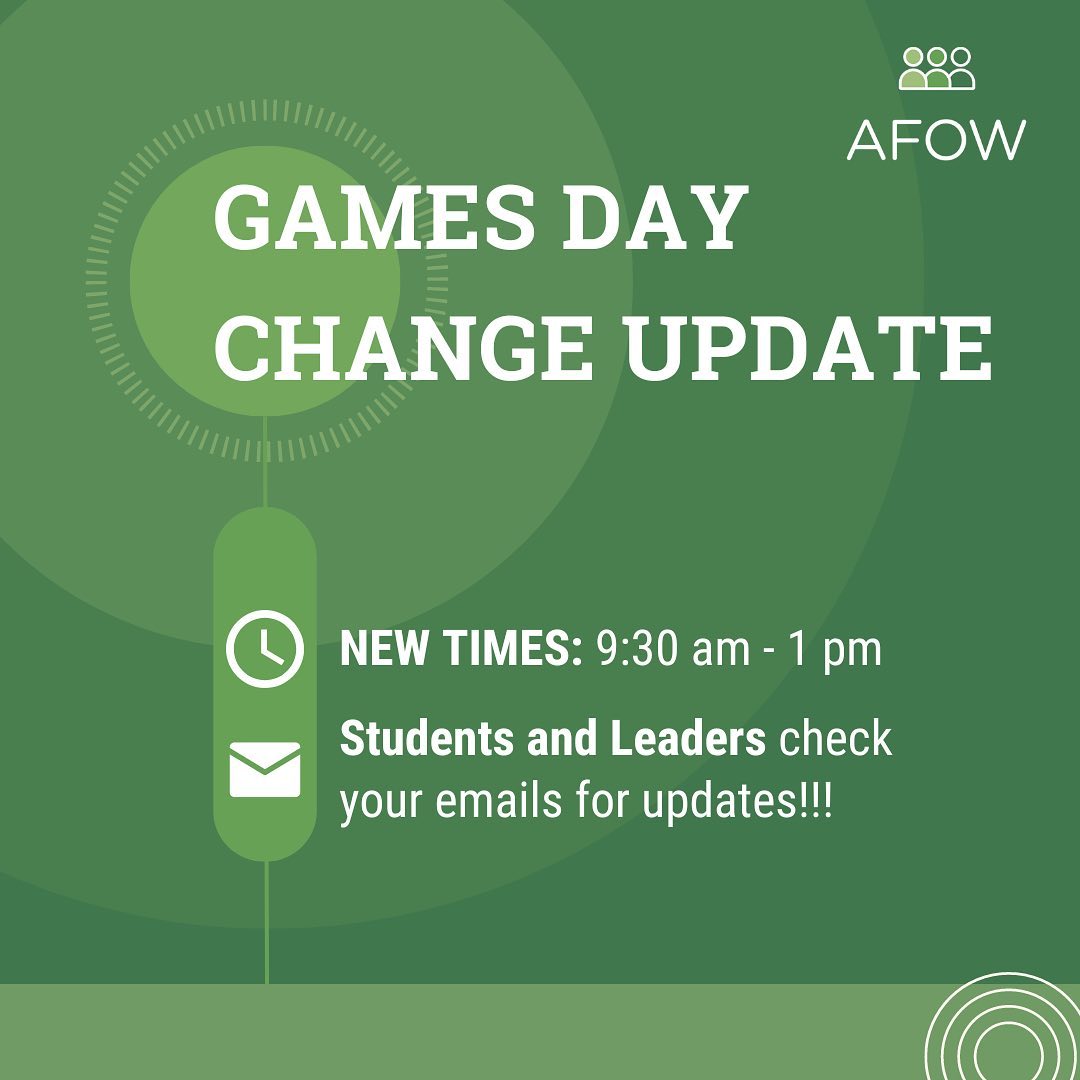 AFOW
GAMES DAY
CHANGE UPDATE
NEW TIMES: 9:30 am - 1 pm
Students and Leaders check
your emails for updates!!!